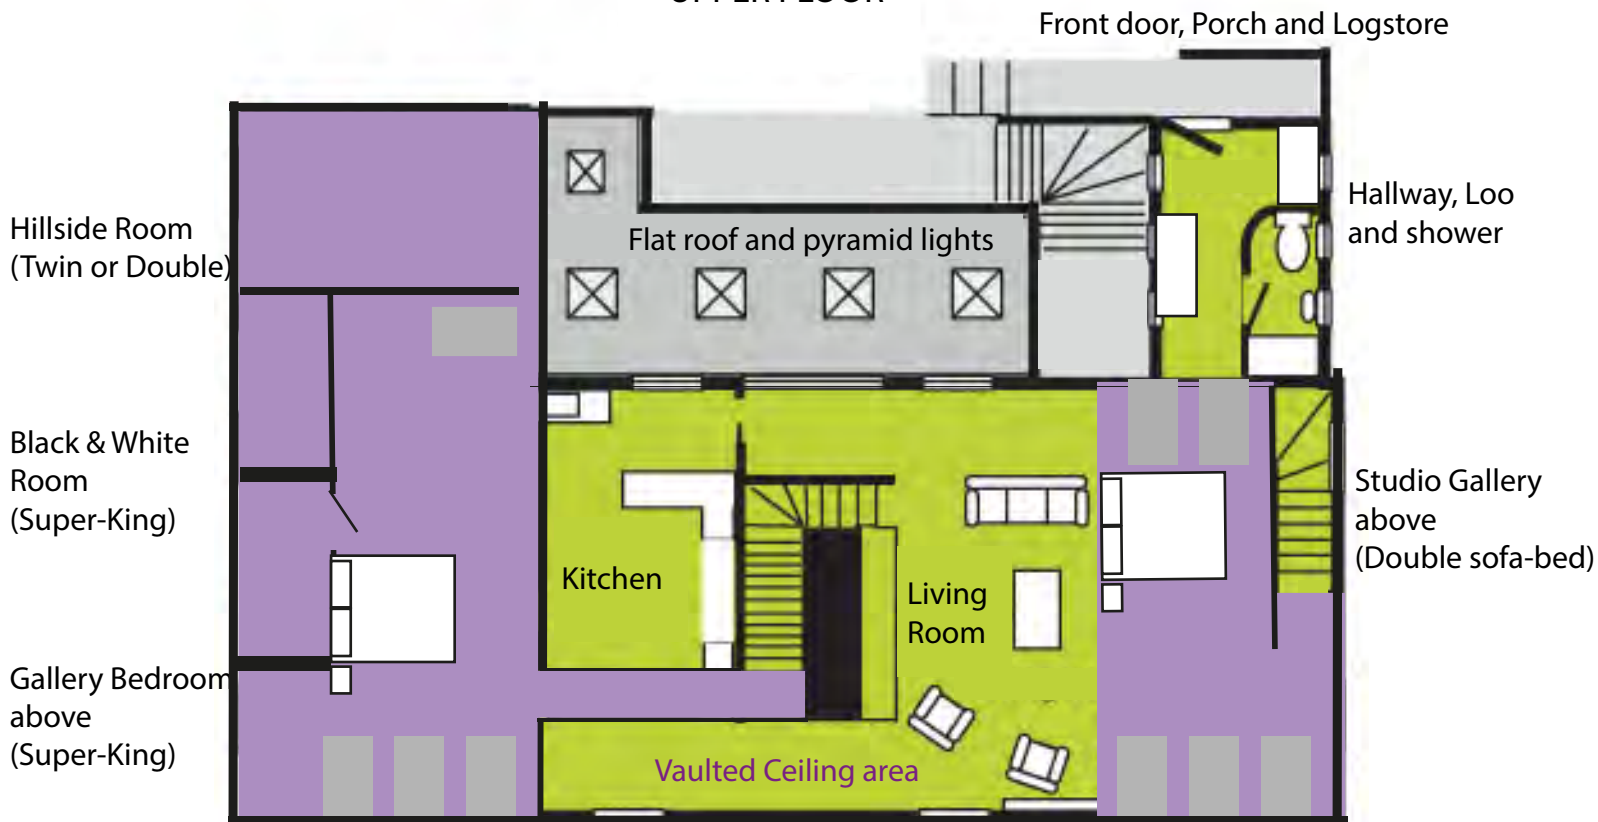 UPPER FLOOR
Front door, Porch and Logstore
Hillside Room
(Twin or Double)
Flat roof and pyramid lights
Hallway, Loo
and shower
Black & White
Room
(Super-King)
Kitchen
Living
Room
Studio Gallery
above
(Double sofa-bed)
Gallery Bedroom
above
(Super-King)
Vaulted Ceiling area